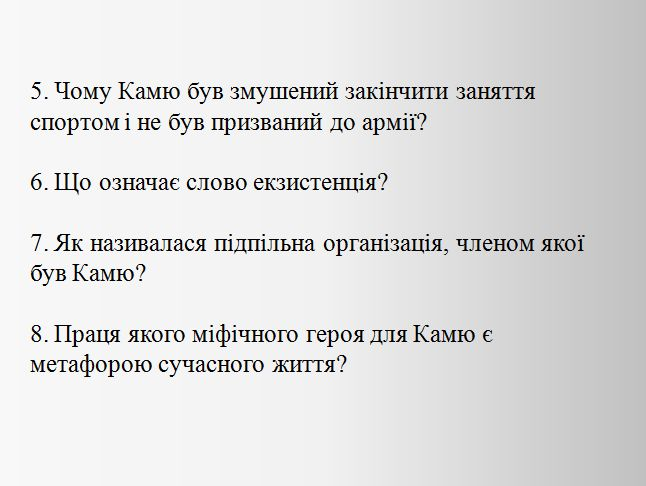 5. Чому Камю був змушений закінчити заняття
спортом і не був призваний до армії?
6. Що означає слово екзистенція?
7. Як називалася підпільна організація, членом якої
був Камю?
8. Праця якого міфічного героя для Камю є
метафорою сучасного життя?